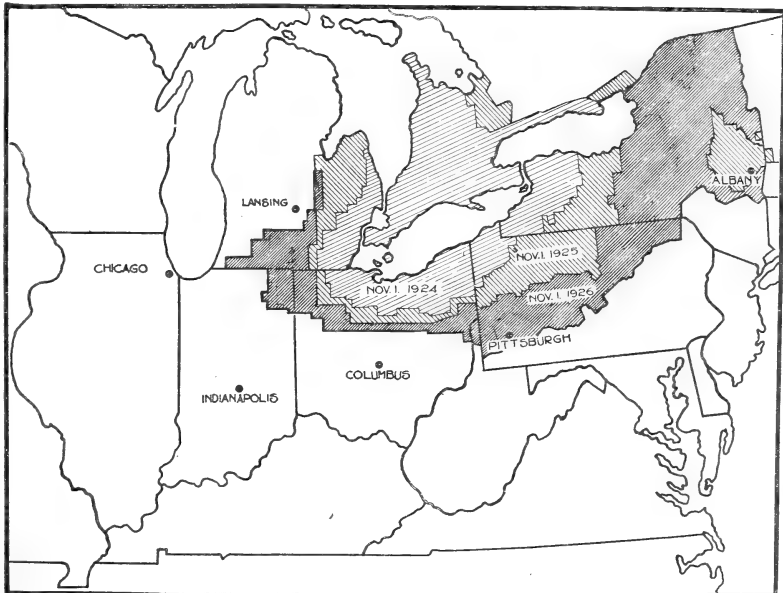 ALBANY
LANSING
NOV. 1. 1925
CHICAGO
NOV. 1. 1924
NOV. 1. 1926
PITTSBURGH
COLUMBUS
INDIANAPOLIS